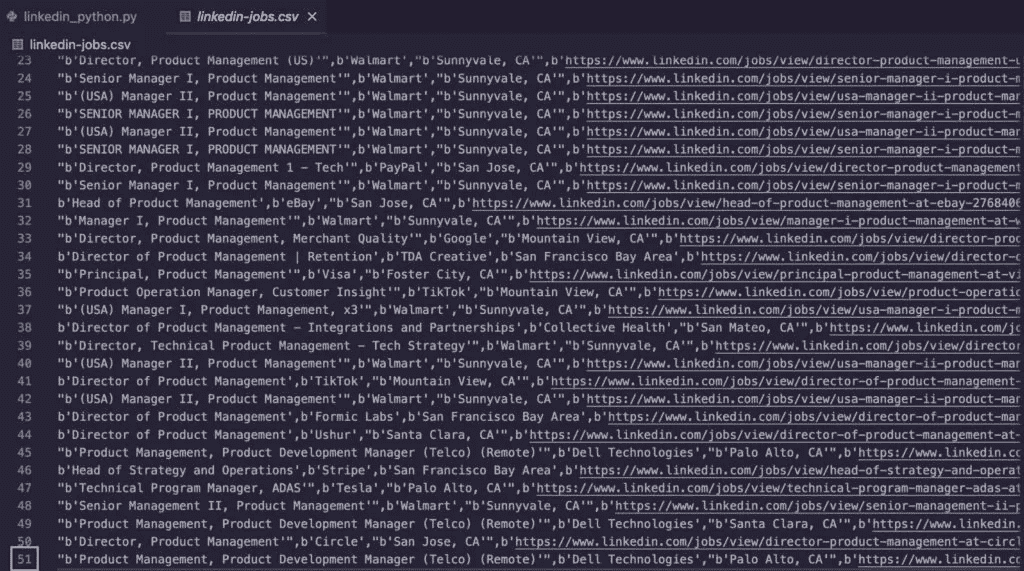 linkedin_python.py linkedin-jobs.csv ×
linkedin-jobs.csv
23 "b'Director, Product Management (US)'",b'Walmart',"b'Sunnyvale, CA'",b'https://www.linkedin.com/jobs/view/director-product-management-u
24 "b'Senior Manager I, Product Management'",b'Walmart',"b'Sunnyvale, CA'",b'https://www.linkedin.com/jobs/view/senior-manager-i-product-m
25 "b'(USA) Manager II, Product Management'",b'Walmart',"b'Sunnyvale, CA'",b'https://www.linkedin.com/jobs/view/usa-manager-ii-product-man
26 "b'SENIOR MANAGER I, PRODUCT MANAGEMENT'",b'Walmart',"b'Sunnyvale, CA'",b'https://www.linkedin.com/jobs/view/senior-manager-i-product-m
27 "b'(USA) Manager II, Product Management'",b'Walmart',"b'Sunnyvale, CA'",b'https://www.linkedin.com/jobs/view/usa-manager-ii-product-man
28 "b'SENIOR MANAGER I, PRODUCT MANAGEMENT'",b'Walmart',"b'Sunnyvale, CA'",b'https://www.linkedin.com/jobs/view/senior-manager-i-product-m
29 "b'Director, Product Management 1 – Tech'",b'PayPal',"b'San Jose, CA'",b'https://www.linkedin.com/jobs/view/director-product-management
30 "b'Senior Manager I, Product Management'",b'Walmart',"b'Sunnyvale, CA'",b'https://www.linkedin.com/jobs/view/senior-manager-i-product-m
31 b'Head of Product Management',b'eBay',"b'San Jose, CA'",b'https://www.linkedin.com/jobs/view/head-of-product-management-at-ebay-2768406
32 "b'Manager I, Product Management'",b'Walmart',"b'Sunnyvale, CA'",b'https://www.linkedin.com/jobs/view/manager-i-product-management-at-w
33 "b'Director, Product Management, Merchant Quality'",b'Google',"b'Mountain View, CA'",b'https://www.linkedin.com/jobs/view/director-prod
34 b'Director of Product Management | Retention',b'TDA Creative',b'San Francisco Bay Area',b'https://www.linkedin.com/jobs/view/director-o
35 "b'Principal, Product Management'",b'Visa',"b'Foster City, CA'",b'https://www.linkedin.com/jobs/view/principal-product-management-at-vi
36 "b'Product Operation Manager, Customer Insight'",b'TikTok',"b'Mountain View, CA'",b'https://www.linkedin.com/jobs/view/product-operatio
37 "b'(USA) Manager I, Product Management, x3'",b'Walmart',"b'Sunnyvale, CA'",b'https://www.linkedin.com/jobs/view/usa-manager-i-product-m
38 b'Director of Product Management – Integrations and Partnerships',b'Collective Health',"b'San Mateo, CA'",b'https://www.linkedin.com/jo
39 "b'Director, Technical Product Management – Tech Strategy'",b'Walmart',"b'Sunnyvale, CA'",b'https://www.linkedin.com/jobs/view/director
40 "b'(USA) Manager II, Product Management'",b'Walmart',"b'Sunnyvale, CA'",b'https://www.linkedin.com/jobs/view/usa-manager-ii-product-man
41 b'Director of Product Management',b'TikTok',"b'Mountain View, CA'",b'https://www.linkedin.com/jobs/view/director-of-product-management-
42 "b'(USA) Manager II, Product Management'",b'Walmart',"b'Sunnyvale, CA'",b'https://www.linkedin.com/jobs/view/usa-manager-ii-product-man
43 b'Director of Product Management',b'Formic Labs',b'San Francisco Bay Area',b'https://www.linkedin.com/jobs/view/director-of-product-man
44 b'Director of Product Management',b'Ushur',"b'Santa Clara, CA'",b'https://www.linkedin.com/jobs/view/director-of-product-management-at-
45 "b'Product Management, Product Development Manager (Telco) (Remote)'",b'Dell Technologies',"b'Palo Alto, CA'",b'https://www.linkedin.co
46 b'Head of Strategy and Operations',b'Stripe',b'San Francisco Bay Area',b'https://www.linkedin.com/jobs/view/head-of-strategy-and-operat
47 "b'Technical Program Manager, ADAS'",b'Tesla',"b'Palo Alto, CA'",b'https://www.linkedin.com/jobs/view/technical-program-manager-adas-at
48 "b'Senior Manager II, Product Management'",b'Walmart',"b'Sunnyvale, CA'",b'https://www.linkedin.com/jobs/view/senior-manager-ii-p
49 "b'Product Management, Product Development Manager (Telco) (Remote)'",b'Dell Technologies',"b'Santa Clara, CA'",b'https://www.linkedin.
50 "b'Director, Product Management'",b'Circle',"b'San Jose, CA'",b'https://www.linkedin.com/jobs/view/director-product-management-at-circl
51 "b'Product Management, Product Development Manager (Telco) (Remote)'",b'Dell Technologies',"b'Palo Alto, CA'",b'https://www.linkedin.co